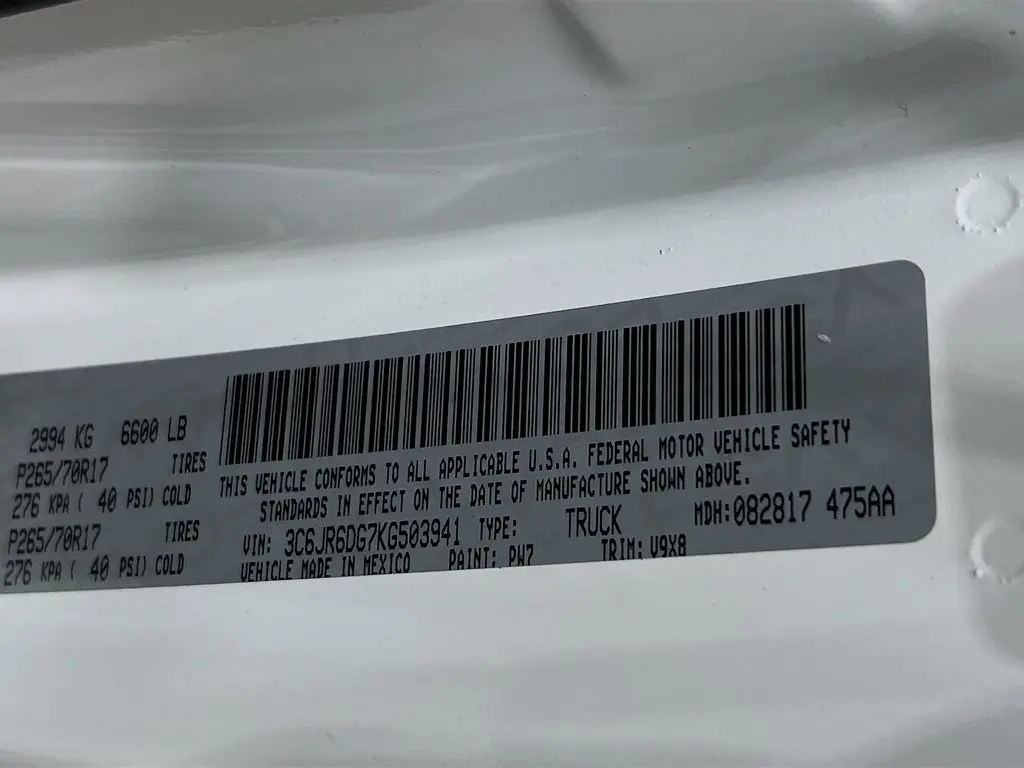 2994 KG 6600 LB
P265/70R17 TIRES
276 KPA ( 40 PSI) COLD
P265/70R17 TIRES
276 KPA ( 40 PSI) COLD
THIS VEHICLE CONFORMS TO ALL APPLICABLE U.S.A. FEDERAL MOTOR VEHICLE SAFETY
STANDARDS IN EFFECT ON THE DATE OF MANUFACTURE SHOWN ABOVE.
VIN: 3C6JR6DG7KG503941 TYPE: TRUCK MDH:082817 475AA
VEHICLE MADE IN MEXICO PAINT: PW7 TRIM: V9X8